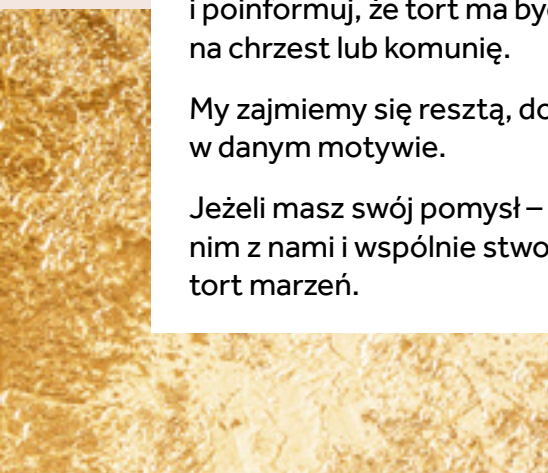 i poinformuj, że tort ma
na chrzest lub komunię.
My zajmiemy się resztą,
w danym motywie.
Jeżeli masz swój pomysł –
nim z nami i wspólnie
tort marzeń.